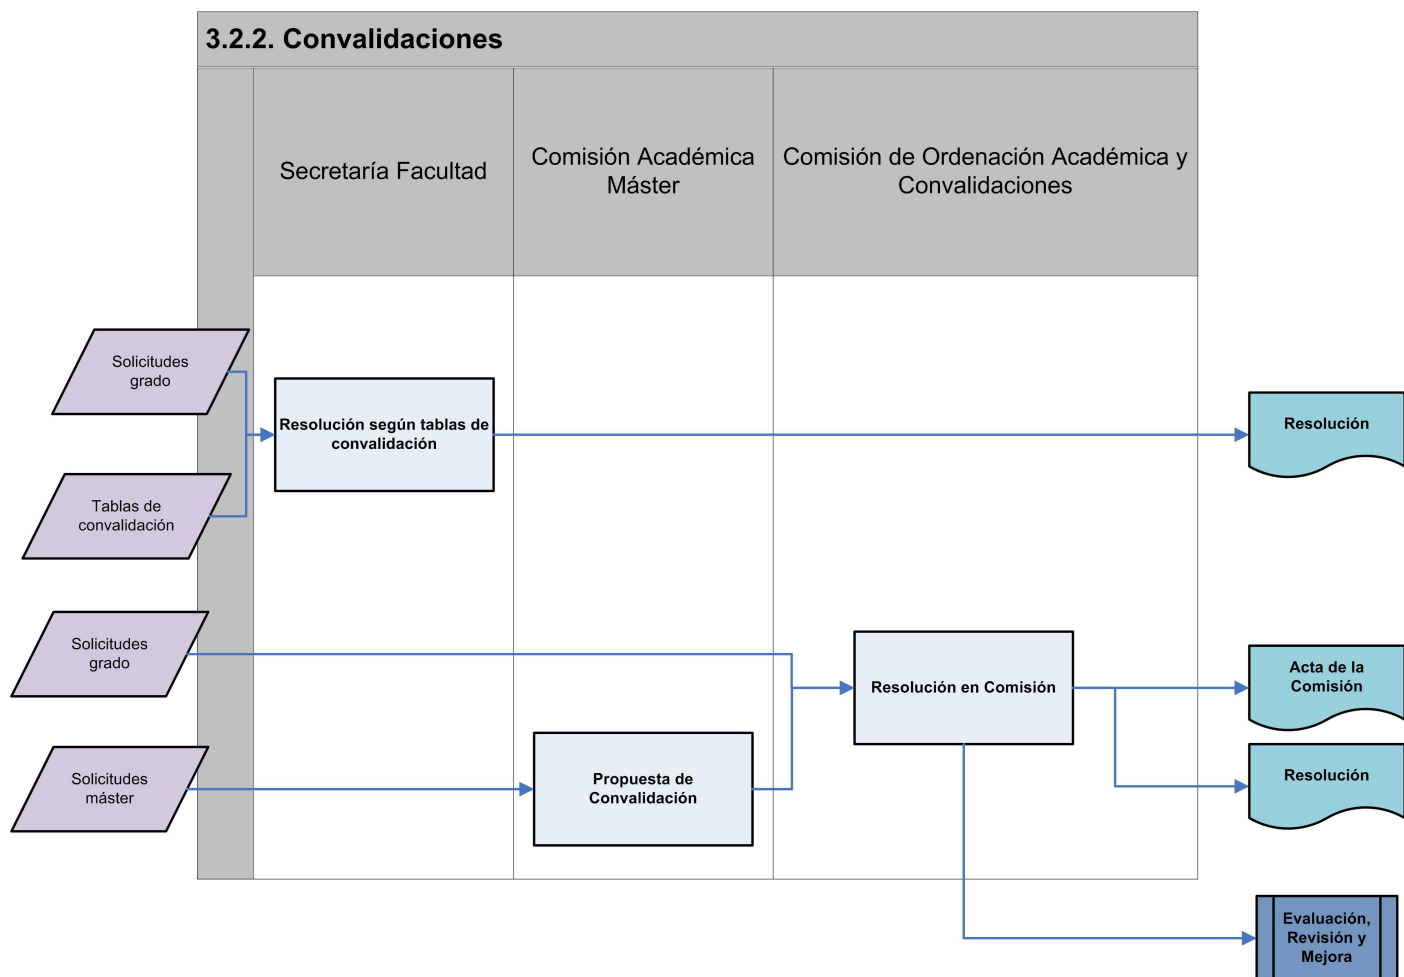 3.2.2. Convalidaciones
Secretaría Facultad
Comisión Académica
Máster
Comisión de Ordenación Académica y
Convalidaciones
Solicitudes
grado
Resolución según tablas de
convalidación
Resolución
Tablas de
convalidación
Solicitudes
grado
Resolución en Comisión
Acta de la
Comisión
Solicitudes
máster
Propuesta de
Convalidación
Resolución
Evaluación,
Revisión y
Mejora